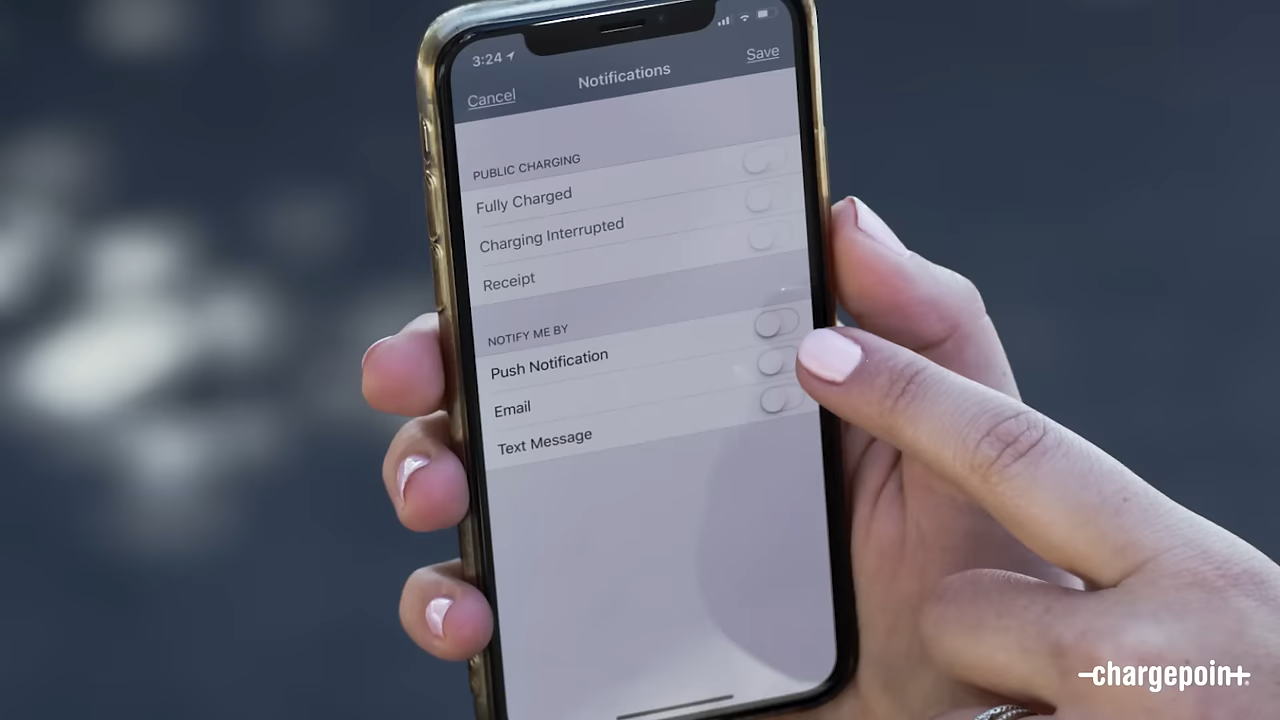 3:24
Save
Notifications
Cancel
PUBLIC CHARGING
Fully Charged
Charging Interrupted
Receipt
NOTIFY ME BY
Push Notification
Email
Text Message
-chargepoin+.